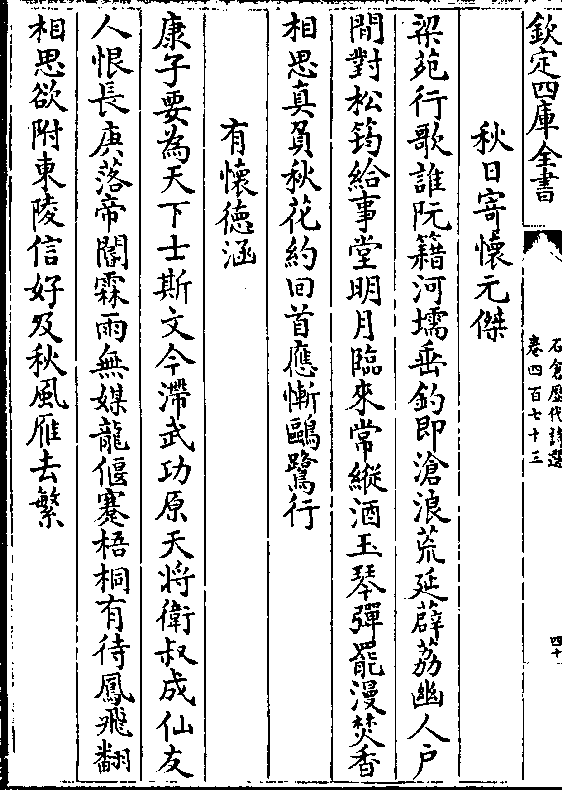 欽定四庫全書
石倉歷代詩選
卷四百七十三
四十
秋日寄懷元傑
梁苑行歌誰阮籍河壖垂釣即滄浪荒延薜荔幽人户
間對松筠給事堂明月臨來常縱酒玉琴彈罷漫焚香
相思真負秋花約回首應慚鷗鷺行
有懷德涵
康子要為天下士斯文今滯武功原天將衛叔成仙友
人恨長庚落帝閽霖雨無媒龍偃蹇梧桐有待鳳飛翻
相思欲附東陵信好及秋風雁去繁